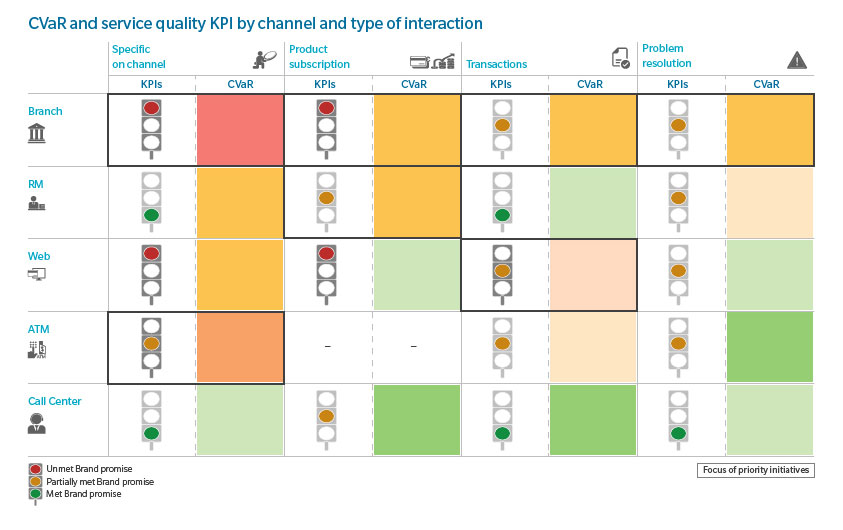 CVaR and service quality KPI by channel and type of interaction
Specific
on channel
Product
subscription
Transactions
Problem
resolution
KPIs CVaR KPIs CVaR KPIs CVaR KPIs CVaR
Branch
RM
Web
ATM – –
Call Center
Unmet Brand promise
Partially met Brand promise
Met Brand promise
Focus of priority initiatives